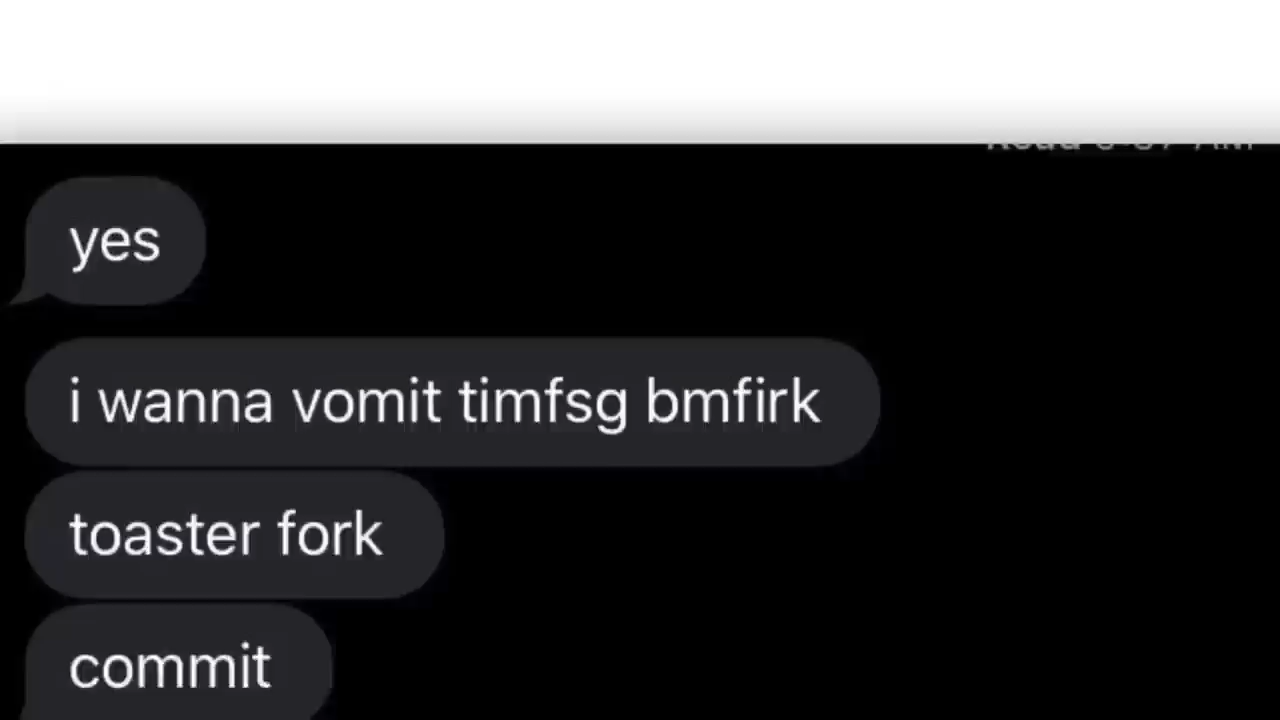 yes
i wanna vomit timfsg bmfirk
toaster fork
commit